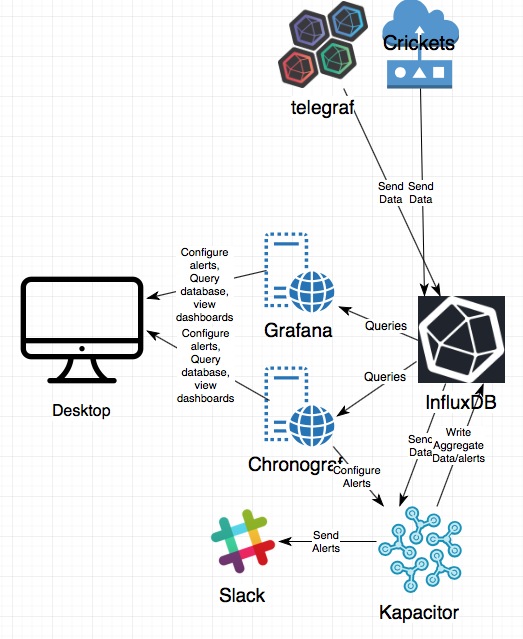 Crickets
telegraf
Send
Data
Send
Data
Configure
alerts,
Query
database,
view
dashboards
Grafana
Queries
Configure
alerts,
Query
database,
view
dashboards
Desktop
Queries
InfluxDB
Chronograf
Configure
Alerts
Send
Data
Write
Aggregate
Data/alerts
Send
Alerts
Slack
Kapacitor